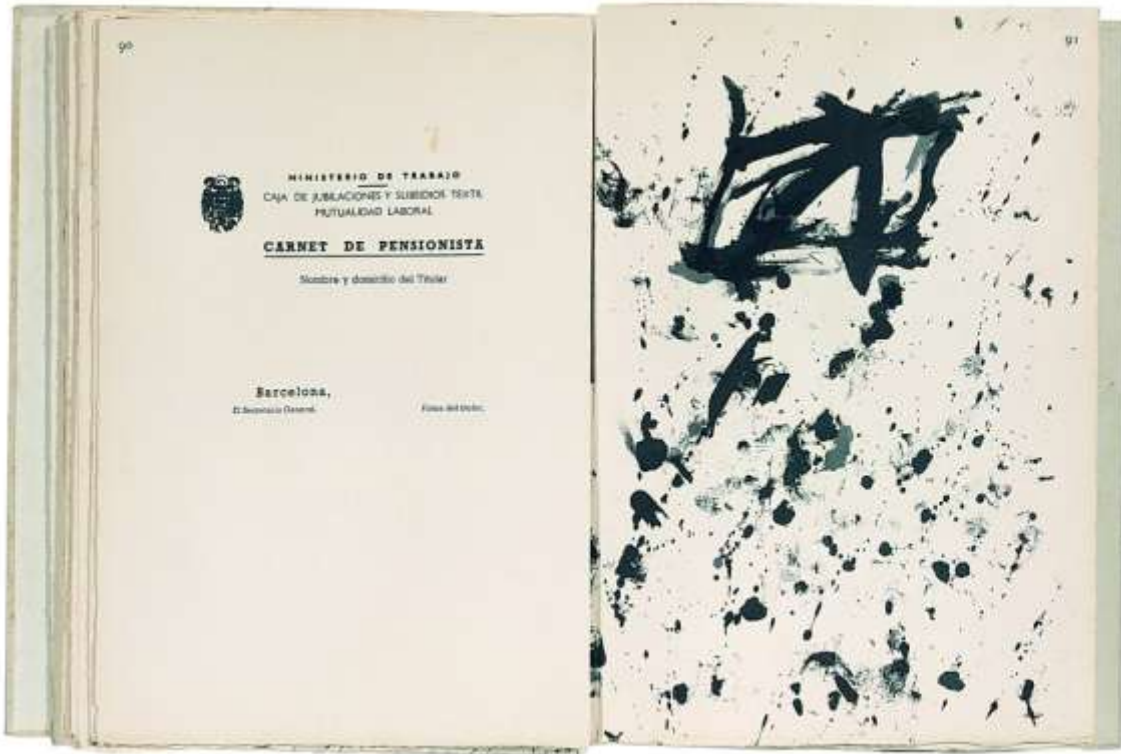 90
MINISTERIO DE TRABAJO
CAJA DE JUBILACIONES Y SUBSIDIOS TEXTIL
MUTUALIDAD LABORAL
CARNET DE PENSIONISTA
Nombre y domicilio del Titular
Barcelona,
El Secretario General, Firma del titular,
91